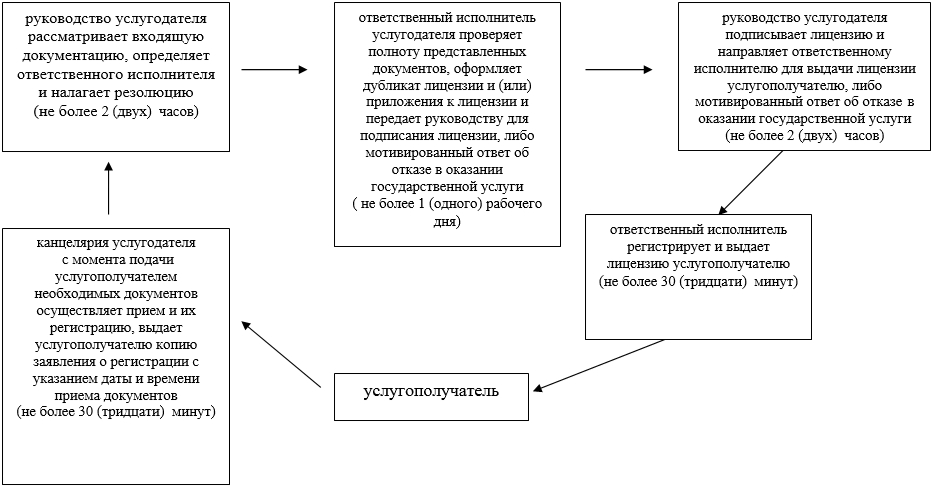 руководство услугодателя
рассматривает входящую
документацию, определяет
ответственного исполнителя
и налагает резолюцию
(не более 2 (двух) часов)
ответственный исполнитель
услугодателя проверяет
полноту представленных
документов, оформляет
дубликат лицензии и (или)
приложения к лицензии и
передает руководству для
подписания лицензии, либо
мотивированный ответ об
отказе в оказании
государственной услуги
( не более 1 (одного) рабочего
дня)
руководство услугодателя
подписывает лицензию и
направляет ответственному
исполнителю для выдачи лицензии
услугополучателю, либо
мотивированный ответ об отказе в
оказании государственной услуги
(не более 2 (двух) часов)
ответственный исполнитель
регистрирует и выдает
лицензию услугополучателю
(не более 30 (тридцати) минут)
услугополучатель
канцелярия услугодателя
с момента подачи
услугополучателем
необходимых документов
осуществляет прием и их
регистрацию, выдает
услугополучателю копию
заявления о регистрации с
указанием даты и времени
приема документов
(не более 30 (тридцати) минут)